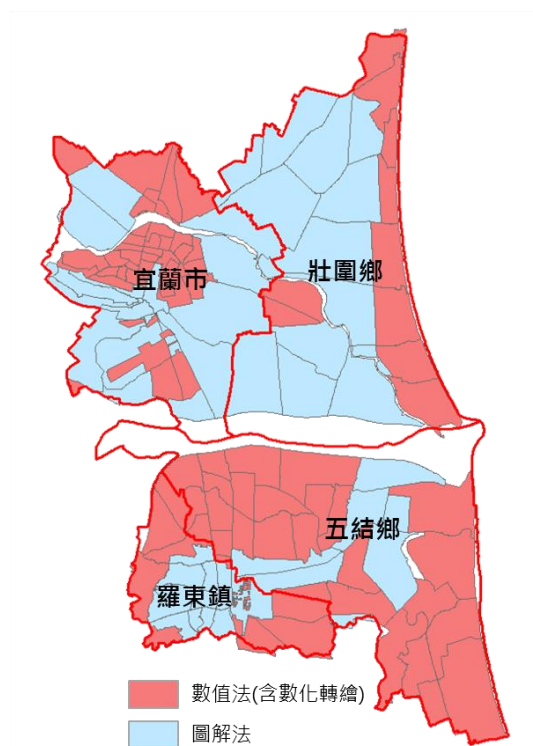 宜蘭市
壯圍鄉
五結鄉
羅東鎮
數值法(含數化轉繪)
圖解法